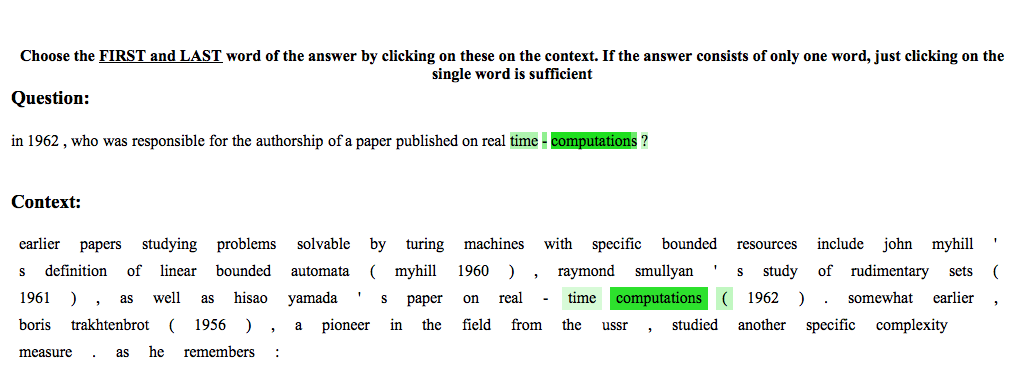 Choose the FIRST and LAST word of the answer by clicking on these on the context. If the answer consists of only one word, just clicking on the
single word is sufficient
Question:
in 1962 , who was responsible for the authorship of a paper published on real time - computations ?
Context:
earlier papers studying problems solvable by turing machines with specific bounded resources include john myhill '
s definition of linear bounded automata ( myhill 1960 ) , raymond smullyan ' s study of rudimentary sets (
1961 ) , as well as hisao yamada ' s paper on real - time computations ( 1962 ) . somewhat earlier ,
boris trakhtenbrot ( 1956 ) , a pioneer in the field from the ussr , studied another specific complexity
measure . as he remembers :